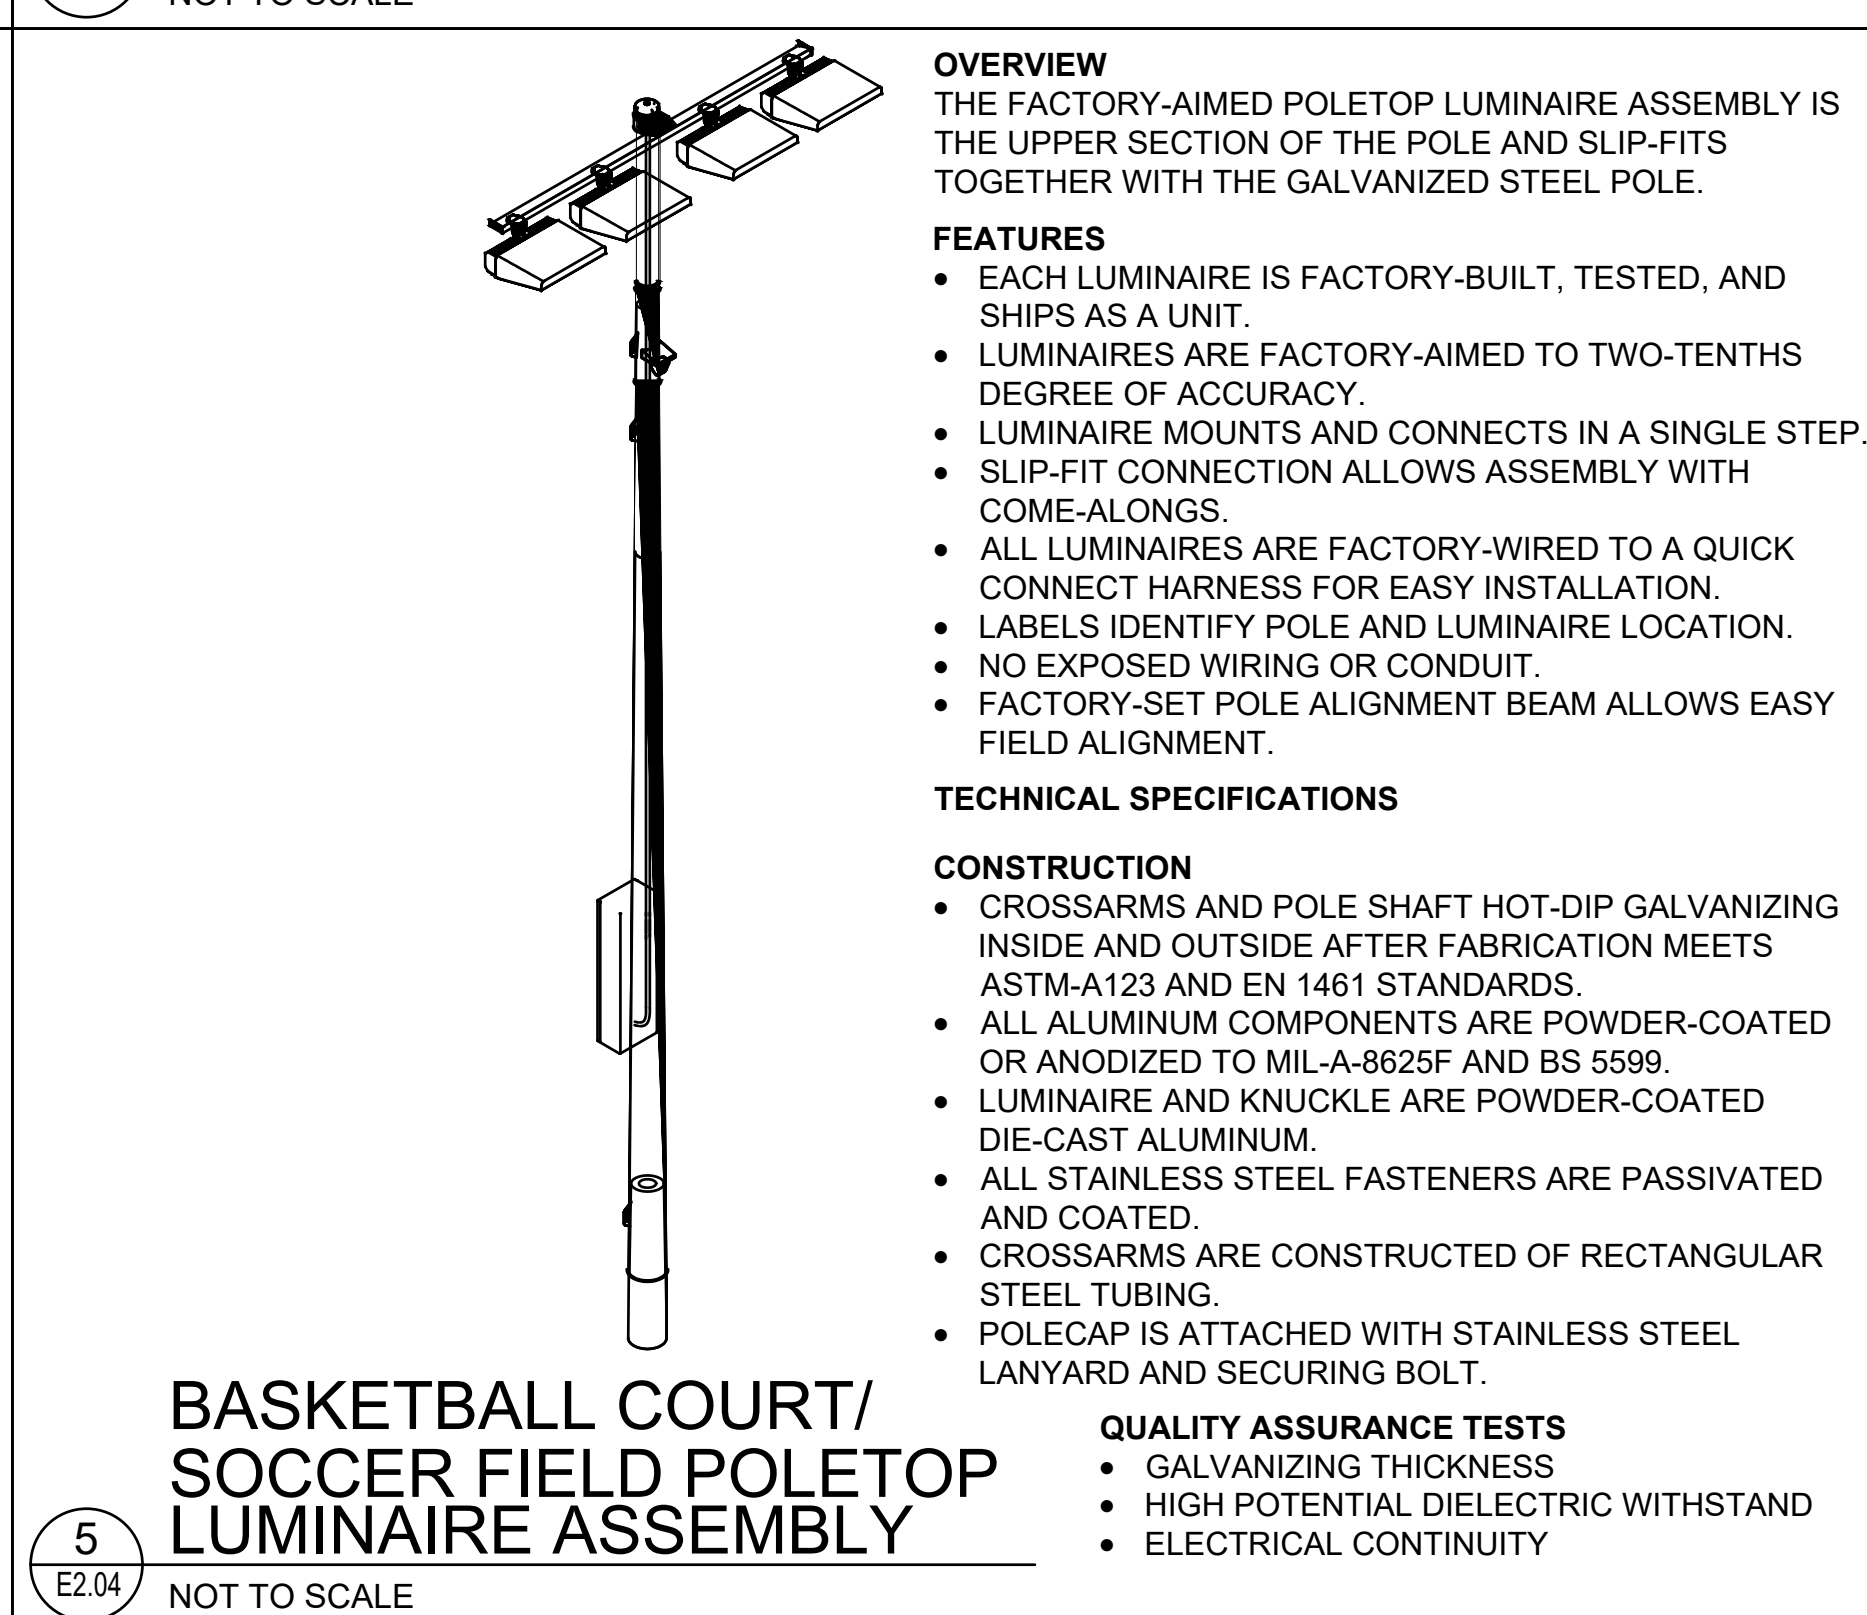 NOT TO SCALE
OVERVIEW
THE FACTORY-AIMED POLETOP LUMINAIRE ASSEMBLY IS
THE UPPER SECTION OF THE POLE AND SLIP-FITS
TOGETHER WITH THE GALVANIZED STEEL POLE.
FEATURES
• EACH LUMINAIRE IS FACTORY-BUILT, TESTED, AND
SHIPS AS A UNIT.
• LUMINAIRES ARE FACTORY-AIMED TO TWO-TENTHS
DEGREE OF ACCURACY.
• LUMINAIRE MOUNTS AND CONNECTS IN A SINGLE STEP.
• SLIP-FIT CONNECTION ALLOWS ASSEMBLY WITH
COME-ALONGS.
• ALL LUMINAIRES ARE FACTORY-WIRED TO A QUICK
CONNECT HARNESS FOR EASY INSTALLATION.
• LABELS IDENTIFY POLE AND LUMINAIRE LOCATION.
• NO EXPOSED WIRING OR CONDUIT.
• FACTORY-SET POLE ALIGNMENT BEAM ALLOWS EASY
FIELD ALIGNMENT.
TECHNICAL SPECIFICATIONS
CONSTRUCTION
• CROSSARMS AND POLE SHAFT HOT-DIP GALVANIZING
INSIDE AND OUTSIDE AFTER FABRICATION MEETS
ASTM-A123 AND EN 1461 STANDARDS.
• ALL ALUMINUM COMPONENTS ARE POWDER-COATED
OR ANODIZED TO MIL-A-8625F AND BS 5599.
• LUMINAIRE AND KNUCKLE ARE POWDER-COATED
DIE-CAST ALUMINUM.
• ALL STAINLESS STEEL FASTENERS ARE PASSIVATED
AND COATED.
• CROSSARMS ARE CONSTRUCTED OF RECTANGULAR
STEEL TUBING.
• POLECAP IS ATTACHED WITH STAINLESS STEEL
LANYARD AND SECURING BOLT.
QUALITY ASSURANCE TESTS
• GALVANIZING THICKNESS
• HIGH POTENTIAL DIELECTRIC WITHSTAND
• ELECTRICAL CONTINUITY
BASKETBALL COURT/
SOCCER FIELD POLETOP
LUMINAIRE ASSEMBLY
5
E2.04
NOT TO SCALE